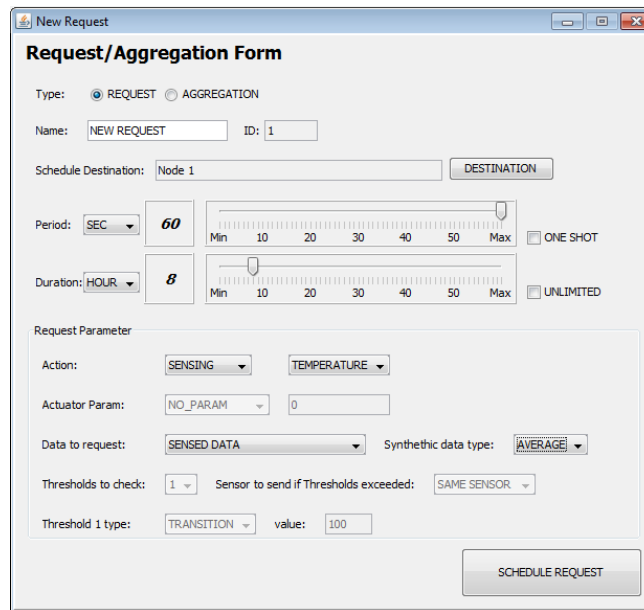 New Request
Request/Aggregation Form
Type: REQUEST AGGREGATION
Name: NEW REQUEST ID: 1
Schedule Destination: Node 1 DESTINATION
Period: SEC 60
Min 10 20 30 40 50 Max ONE SHOT
Duration: HOUR 8
Min 10 20 30 40 50 Max UNLIMITED
Request Parameter
Action: SENSING TEMPERATURE
Actuator Param: NO_PARAM 0
Data to request: SENSED DATA Synthethic data type: AVERAGE
Thresholds to check: 1 Sensor to send if Thresholds exceeded: SAME SENSOR
Threshold 1 type: TRANSITION value: 100
SCHEDULE REQUEST